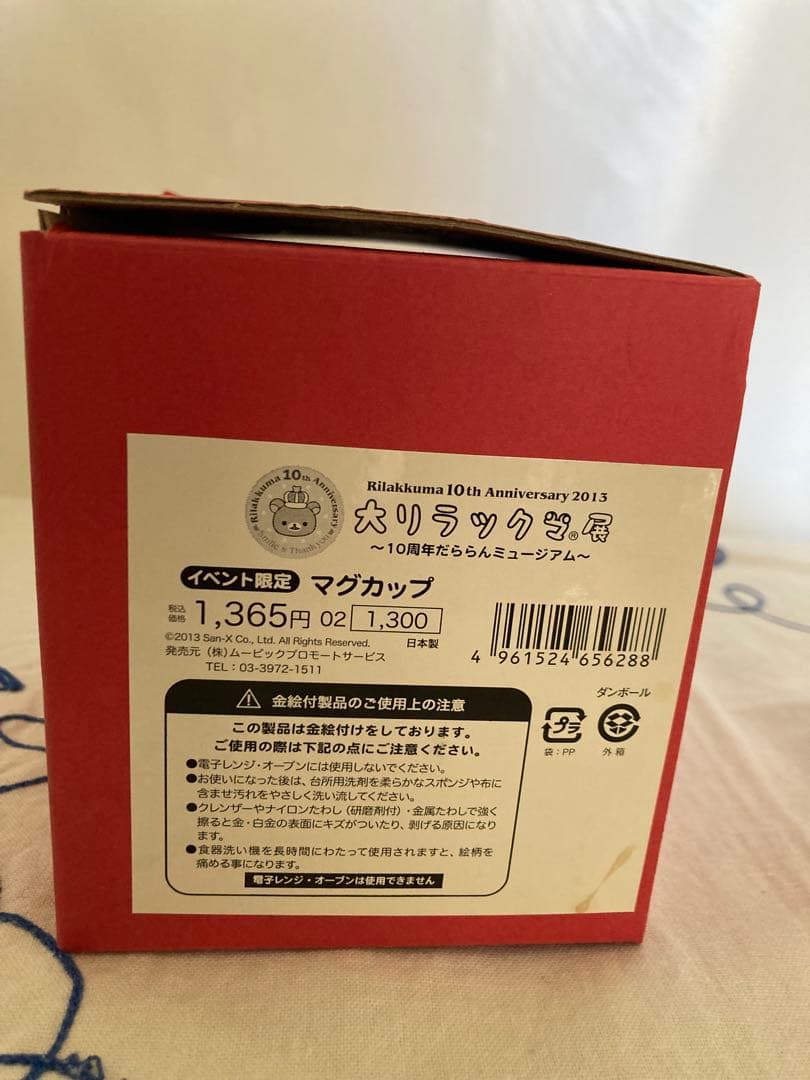 Rilakkuma 10th Anniversary
Smile & Thankyou
Rilakkuma 10th Anniversary 2013
大リラックマ®展
〜10周年だららんミュージアム〜
イベント限定 マグカップ
税込価格 1,365円 02 1,300
©2013 San-X Co., Ltd. All Rights Reserved. 日本製
発売元 (株)ムービックプロモートサービス
TEL:03-3972-1511
4 961524 656288
⚠ 金絵付製品のご使用上の注意
この製品は金絵付けをしております。
ご使用の際は下記の点にご注意ください。
●電子レンジ・オーブンには使用しないでください。
●お使いになった後は、台所用洗剤を柔らかなスポンジや布に
含ませ汚れをやさしく洗い流してください。
●クレンザーやナイロンたわし(研磨剤付)・金属たわしで強く
擦ると金・白金の表面にキズがついたり、剥げる原因になり
ます。
●食器洗い機を長時間にわたって使用されますと、絵柄を
痛める事になります。
電子レンジ・オーブンは使用できません
ダンボール
プラ
袋:PP
外箱